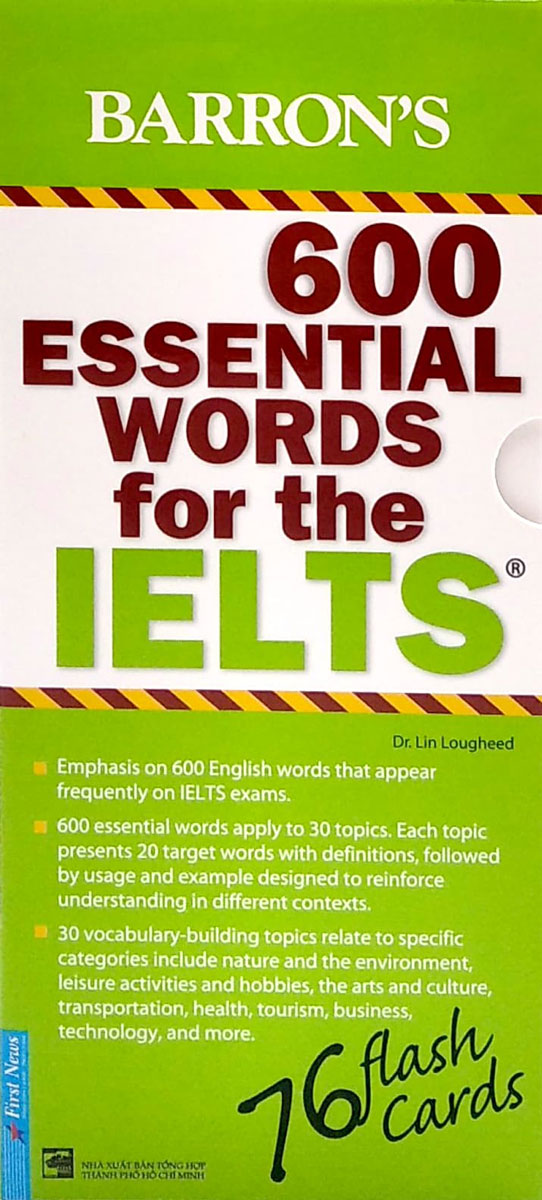 BARRON'S
600
ESSENTIAL
WORDS
for the
IELTS®
Dr. Lin Lougheed
Emphasis on 600 English words that appear
frequently on IELTS exams.
600 essential words apply to 30 topics. Each topic
presents 20 target words with definitions, followed
by usage and example designed to reinforce
understanding in different contexts.
30 vocabulary-building topics relate to specific
categories include nature and the environment,
leisure activities and hobbies, the arts and culture,
transportation, health, tourism, business,
technology, and more.
76 flash
cards
First News
NHÀ XUẤT BẢN TỔNG HỢP
THÀNH PHỐ HỒ CHÍ MINH